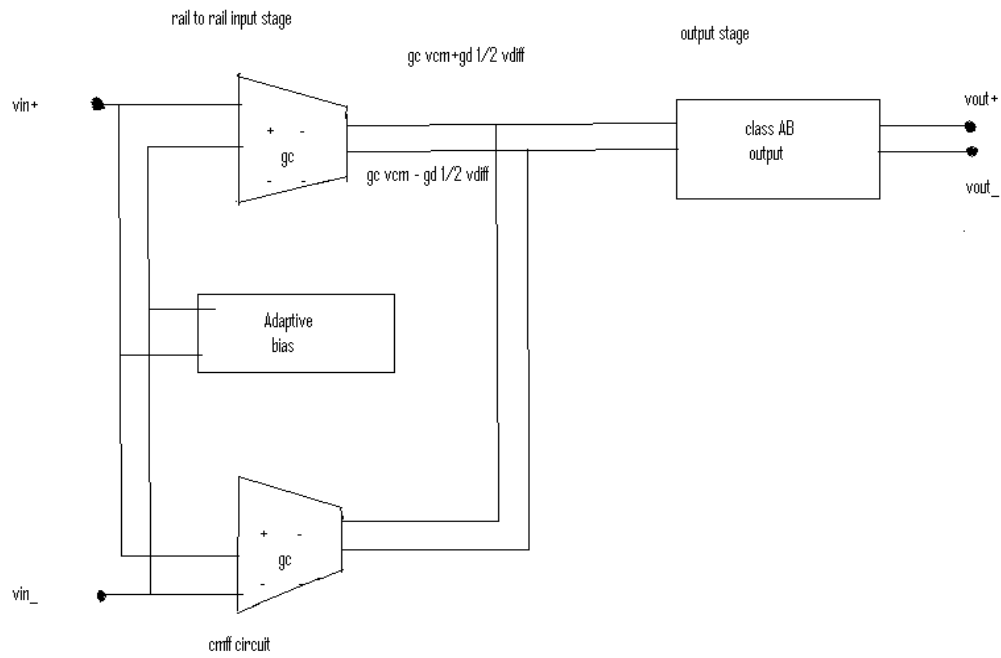 rail to rail input stage
gc vcm+gd 1/2 vdiff
output stage
vin+
+ -
gc
- -
gc vcm - gd 1/2 vdiff
class AB
output
vout+
vout_
Adaptive
bias
+ -
gc
- -
vin_
cmff circuit